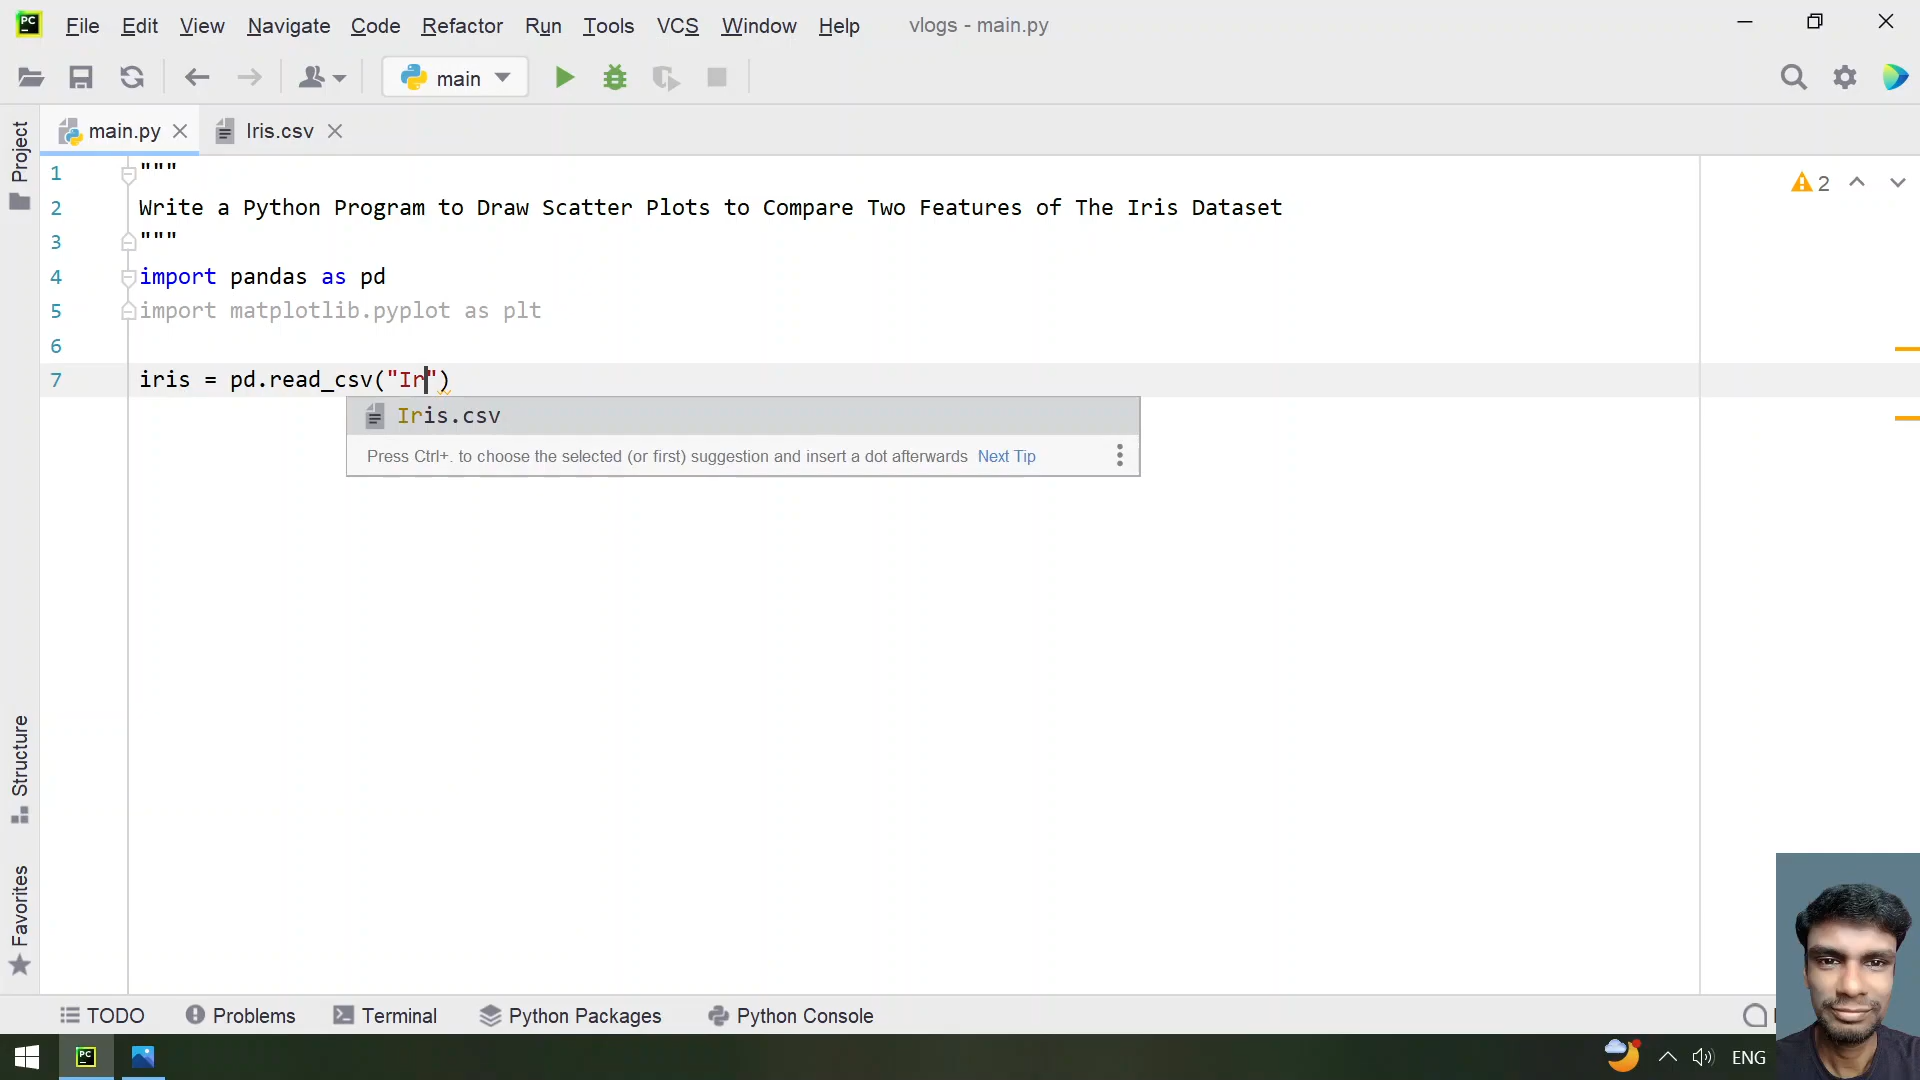 PC File Edit View Navigate Code Refactor Run Tools VCS Window Help vlogs - main.py
main
main.py Iris.csv
Project
1 """
2 Write a Python Program to Draw Scatter Plots to Compare Two Features of The Iris Dataset
3 """
4 import pandas as pd
5 import matplotlib.pyplot as plt
6
7 iris = pd.read_csv("Ir")
2
Iris.csv
Press Ctrl+. to choose the selected (or first) suggestion and insert a dot afterwards Next Tip
Structure
Favorites
TODO Problems Terminal Python Packages Python Console
PC ENG